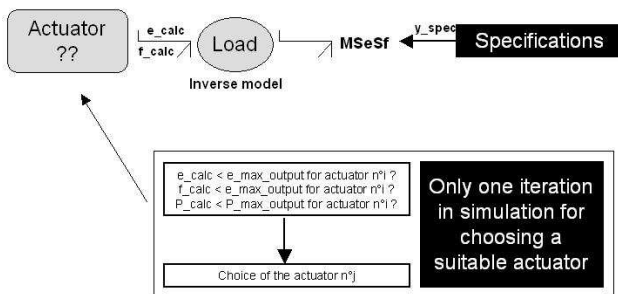 Actuator
??
e_calc
f_calc
Load
Inverse model
MSeSf
y_spec
Specifications
e_calc < e_max_output for actuator n°i ?
f_calc < e_max_output for actuator n°i ?
P_calc < P_max_output for actuator n°i ?
Choice of the actuator n°j
Only one iteration
in simulation for
choosing a
suitable actuator